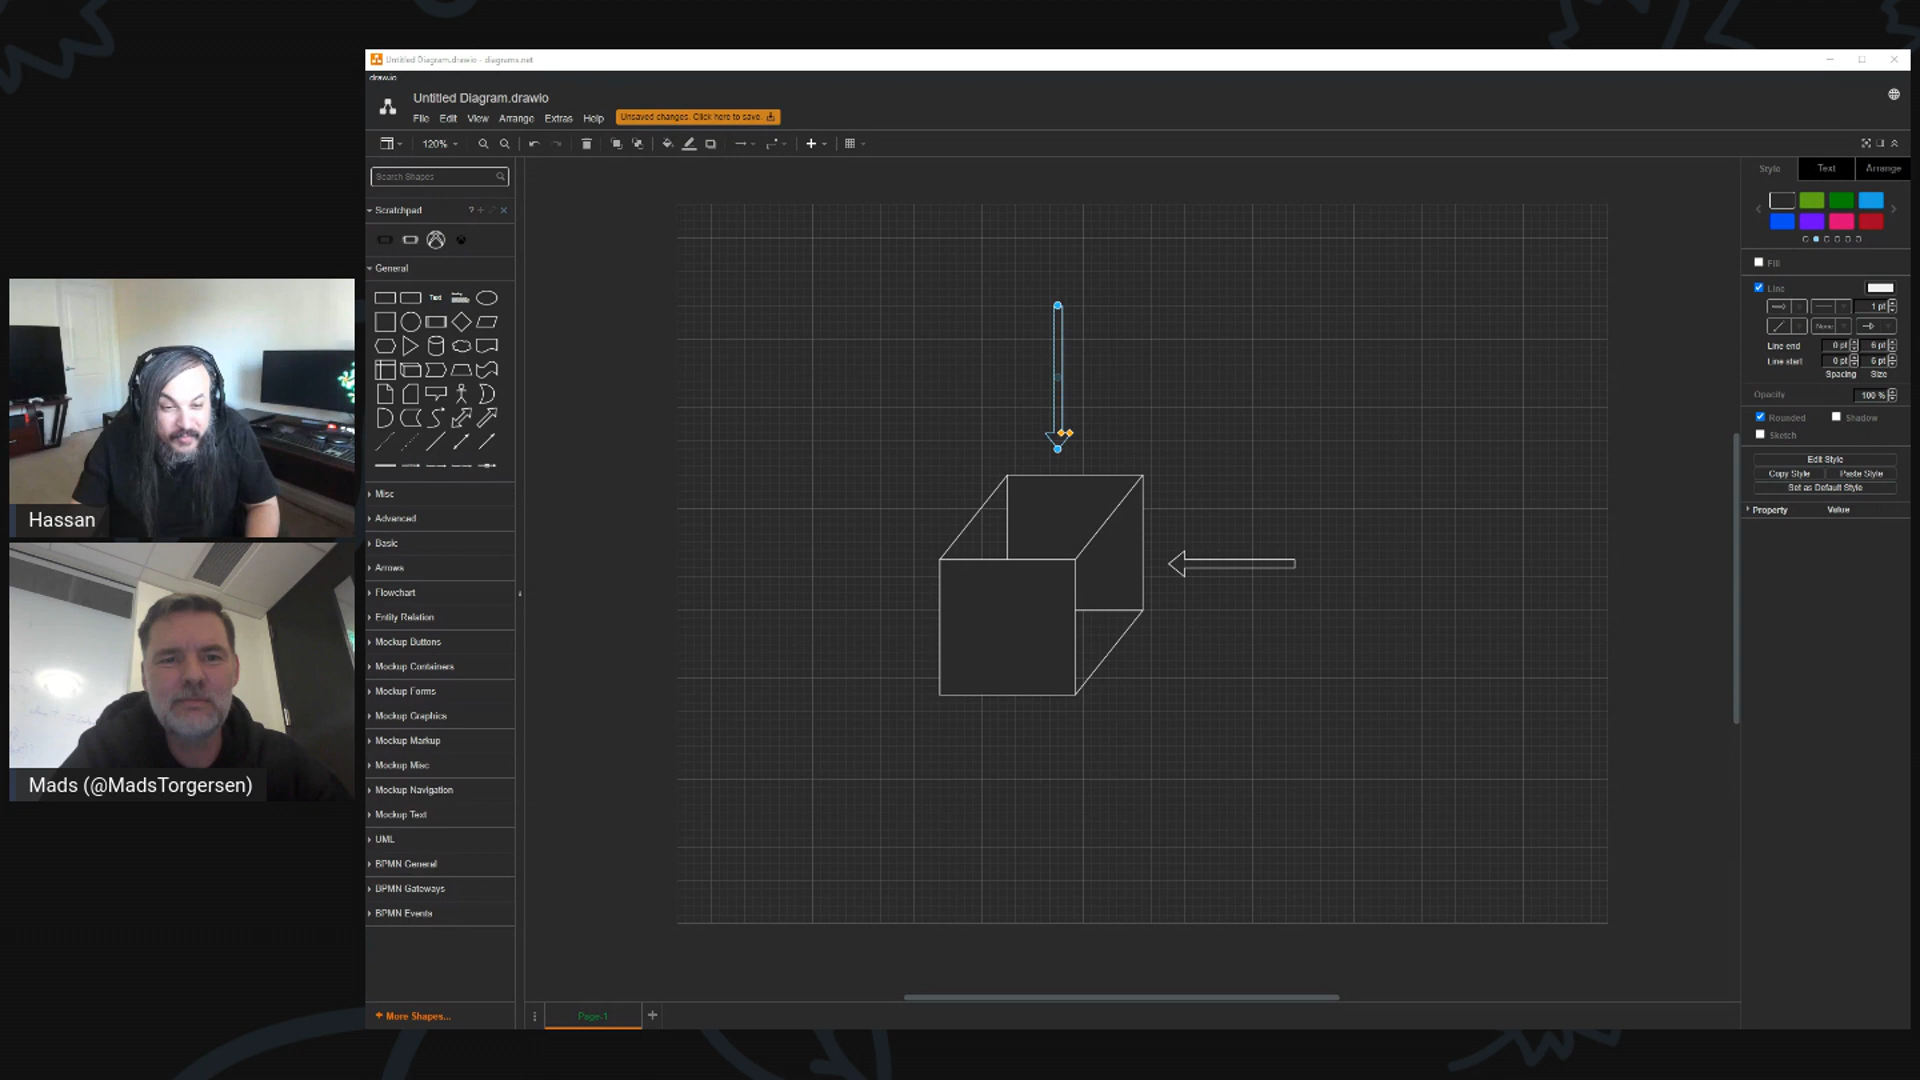 Untitled Diagram.drawio - diagrams.net
draw.io
Untitled Diagram.drawio
File Edit View Arrange Extras Help Unsaved changes. Click here to save.
120%
Search Shapes
Scratchpad ?
General
Text
Misc
Advanced
Basic
Arrows
Flowchart
Entity Relation
Mockup Buttons
Mockup Containers
Mockup Forms
Mockup Graphics
Mockup Markup
Mockup Misc
Mockup Navigation
Mockup Text
UML
BPMN General
BPMN Gateways
BPMN Events
+ More Shapes...
Page-1
Style Text Arrange
Fill
Line
1 pt
None
Line end 0 pt 6 pt
Line start 0 pt 6 pt
Spacing Size
Opacity 100 %
Rounded Shadow
Sketch
Edit Style
Copy Style Paste Style
Set as Default Style
Property Value
Hassan
Mads (@MadsTorgersen)